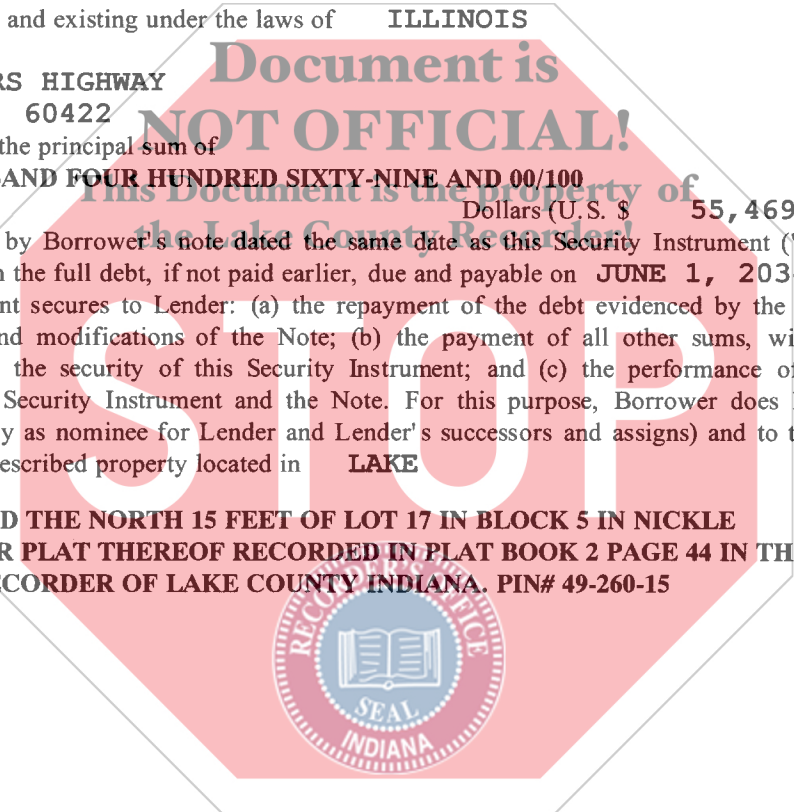 and existing under the laws of ILLINOIS
Document is
RS HIGHWAY
60422
NOT OFFICIAL!
the principal sum of
SAND FOUR HUNDRED SIXTY-NINE AND 00/100
This Document is the property of
Dollars (U.S. $ 55,469
the Lake County Recorder!
by Borrower's note dated the same date as this Security Instrument ("
n the full debt, if not paid earlier, due and payable on JUNE 1, 203
nt secures to Lender: (a) the repayment of the debt evidenced by the
nd modifications of the Note; (b) the payment of all other sums, wi
the security of this Security Instrument; and (c) the performance of
Security Instrument and the Note. For this purpose, Borrower does
y as nominee for Lender and Lender's successors and assigns) and to t
escribed property located in LAKE
STOP
D THE NORTH 15 FEET OF LOT 17 IN BLOCK 5 IN NICKLE
R PLAT THEREOF RECORDED IN PLAT BOOK 2 PAGE 44 IN TH
CORDER OF LAKE COUNTY INDIANA. PIN# 49-260-15
RECORDER'S OFFICE
SEAL
INDIANA